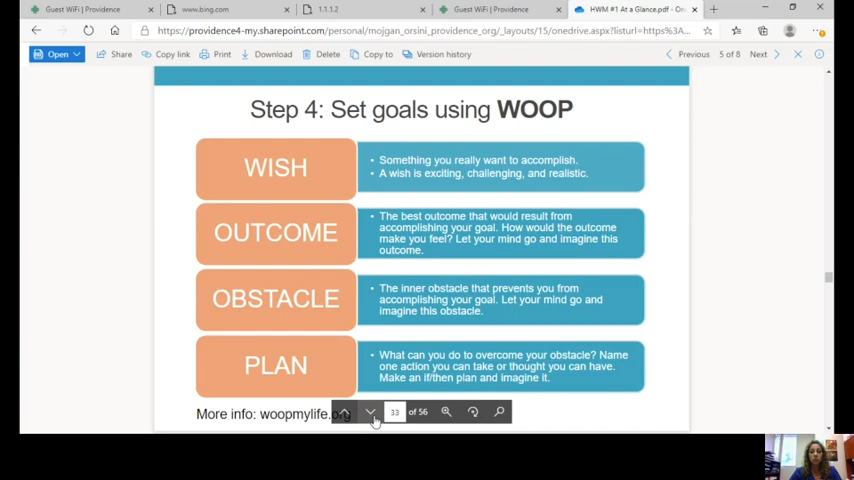 Guest WiFi | Providence
www.bing.com
1.1.1.2
Guest WiFi | Providence
HWM #1 At a Glance.pdf - On
https://providence4-my.sharepoint.com/personal/mojgan_orsini_providence_org/_layouts/15/onedrive.aspx?listurl=https%3A...
Open
Share
Copy link
Print
Download
Delete
Copy to
Version history
Previous
5 of 8
Next
Step 4: Set goals using WOOP
WISH
• Something you really want to accomplish.
• A wish is exciting, challenging, and realistic.
OUTCOME
• The best outcome that would result from
accomplishing your goal. How would the outcome
make you feel? Let your mind go and imagine this
outcome.
OBSTACLE
• The inner obstacle that prevents you from
accomplishing your goal. Let your mind go and
imagine this obstacle.
PLAN
• What can you do to overcome your obstacle? Name
one action you can take or thought you can have.
Make an if/then plan and imagine it.
More info: woopmylife.org
33 of 56